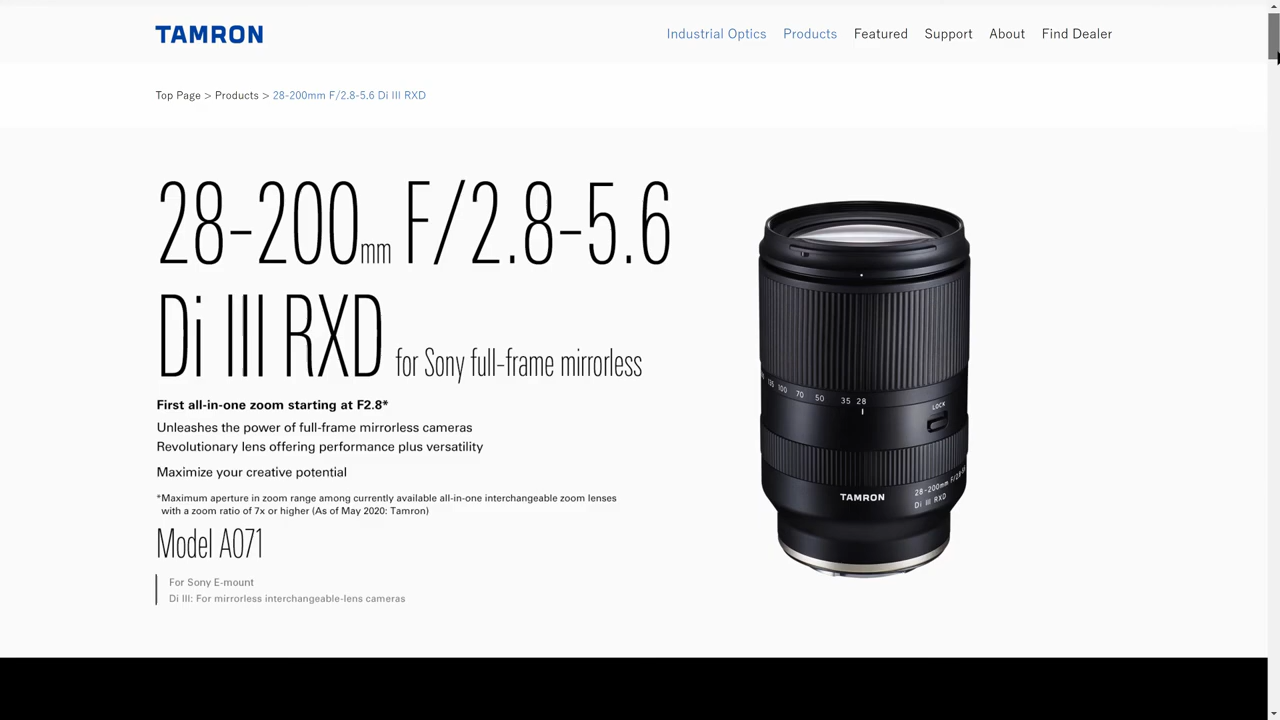 TAMRON
Industrial Optics Products Featured Support About Find Dealer
Top Page > Products > 28-200mm F/2.8-5.6 Di III RXD
28-200mm F/2.8-5.6
Di III RXD for Sony full-frame mirrorless
First all-in-one zoom starting at F2.8*
Unleashes the power of full-frame mirrorless cameras
Revolutionary lens offering performance plus versatility
Maximize your creative potential
*Maximum aperture in zoom range among currently available all-in-one interchangeable zoom lenses
with a zoom ratio of 7x or higher (As of May 2020: Tamron)
Model A071
For Sony E-mount
Di III: For mirrorless interchangeable-lens cameras
135 100 70 50 35 28
LOCK
TAMRON
28-200mm F/2.8-5.6
Di III RXD